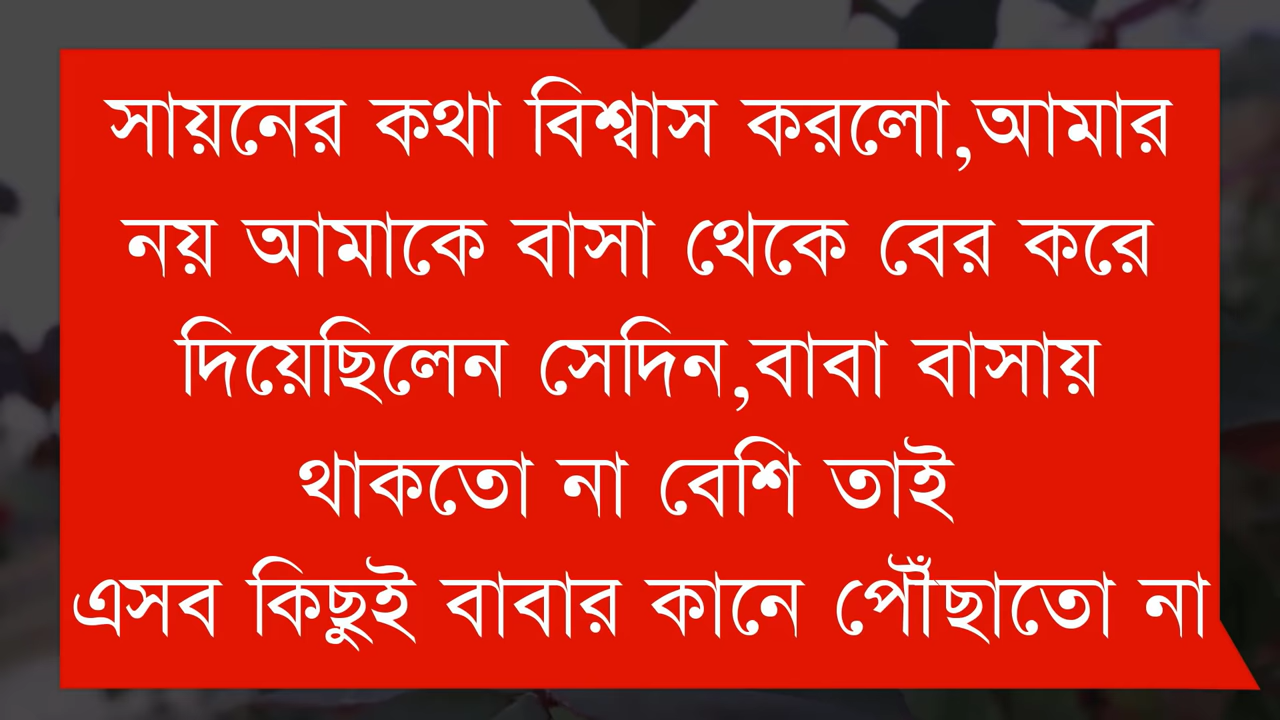 সায়নের কথা বিশ্বাস করলো,আমার
নয় আমাকে বাসা থেকে বের করে
দিয়েছিলেন সেদিন,বাবা বাসায়
থাকতো না বেশি তাই
এসব কিছুই বাবার কানে পৌঁছাতো না